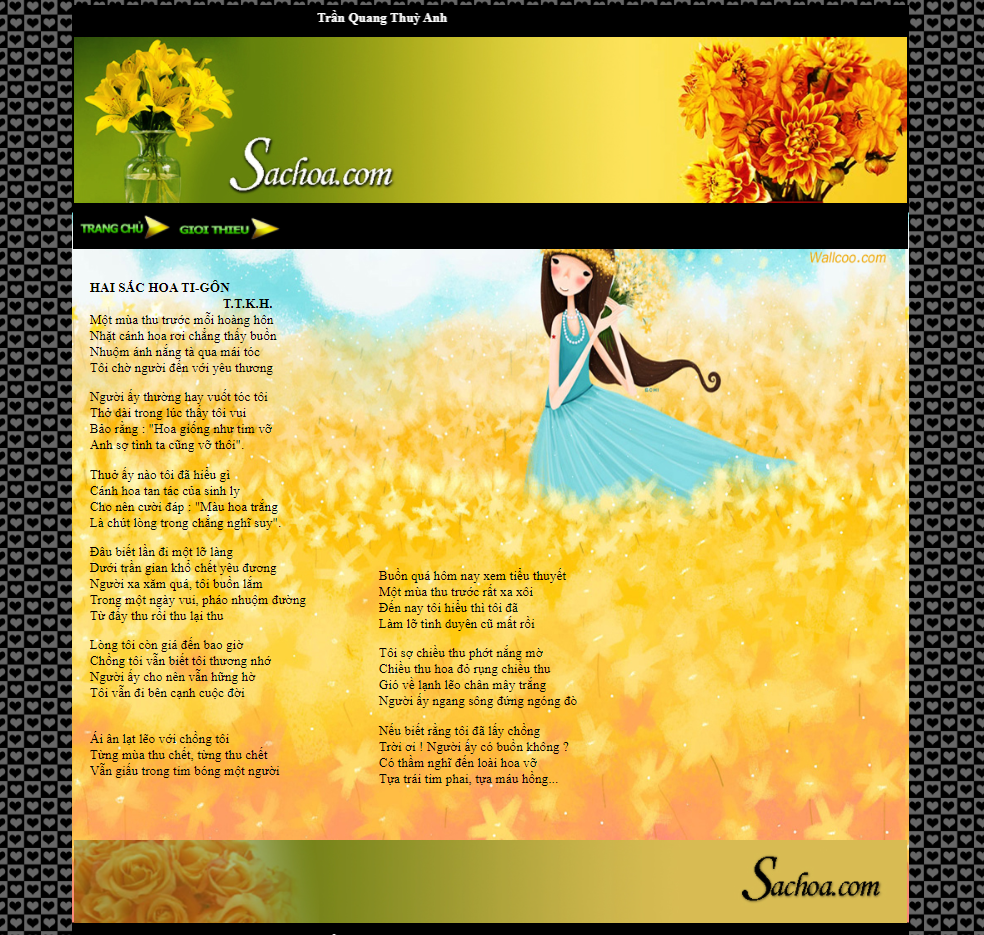 Trần Quang Thuỳ Anh
Sachoa.com
TRANG CHỦ GIOI THIEU
Wallcoo.com
HAI SẮC HOA TI-GÔN
T.T.K.H.
Một mùa thu trước mỗi hoàng hôn
Nhặt cánh hoa rơi chẳng thấy buồn
Nhuộm ánh nắng tà qua mái tóc
Tôi chờ người đến với yêu thương
Người ấy thường hay vuốt tóc tôi
Thở dài trong lúc thấy tôi vui
Bảo rằng : "Hoa giống như tim vỡ
Anh sợ tình ta cũng vỡ thôi".
Thuở ấy nào tôi đã hiểu gì
Cánh hoa tan tác của sinh ly
Cho nên cười đáp : "Màu hoa trắng
Là chút lòng trong chẳng nghĩ suy".
Đâu biết lần đi một lỡ làng
Dưới trần gian khổ chết yêu đương
Người xa xăm quá, tôi buồn lắm
Trong một ngày vui, pháo nhuộm đường
Từ đấy thu rồi thu lại thu
Lòng tôi còn giá đến bao giờ
Chồng tôi vẫn biết tôi thương nhớ
Người ấy cho nên vẫn hững hờ
Tôi vẫn đi bên cạnh cuộc đời
Ái ân lạt lẽo với chồng tôi
Từng mùa thu chết, từng thu chết
Vẫn giấu trong tim bóng một người
Buồn quá hôm nay xem tiểu thuyết
Một mùa thu trước rất xa xôi
Đến nay tôi hiểu thì tôi đã
Làm lỡ tình duyên cũ mất rồi
Tôi sợ chiều thu phớt nắng mờ
Chiều thu hoa đỏ rụng chiều thu
Gió về lạnh lẽo chân mây trắng
Người ấy ngang sông đứng ngóng đò
Nếu biết rằng tôi đã lấy chồng
Trời ơi ! Người ấy có buồn không ?
Có thầm nghĩ đến loài hoa vỡ
Tựa trái tim phai, tựa máu hồng...
Sachoa.com